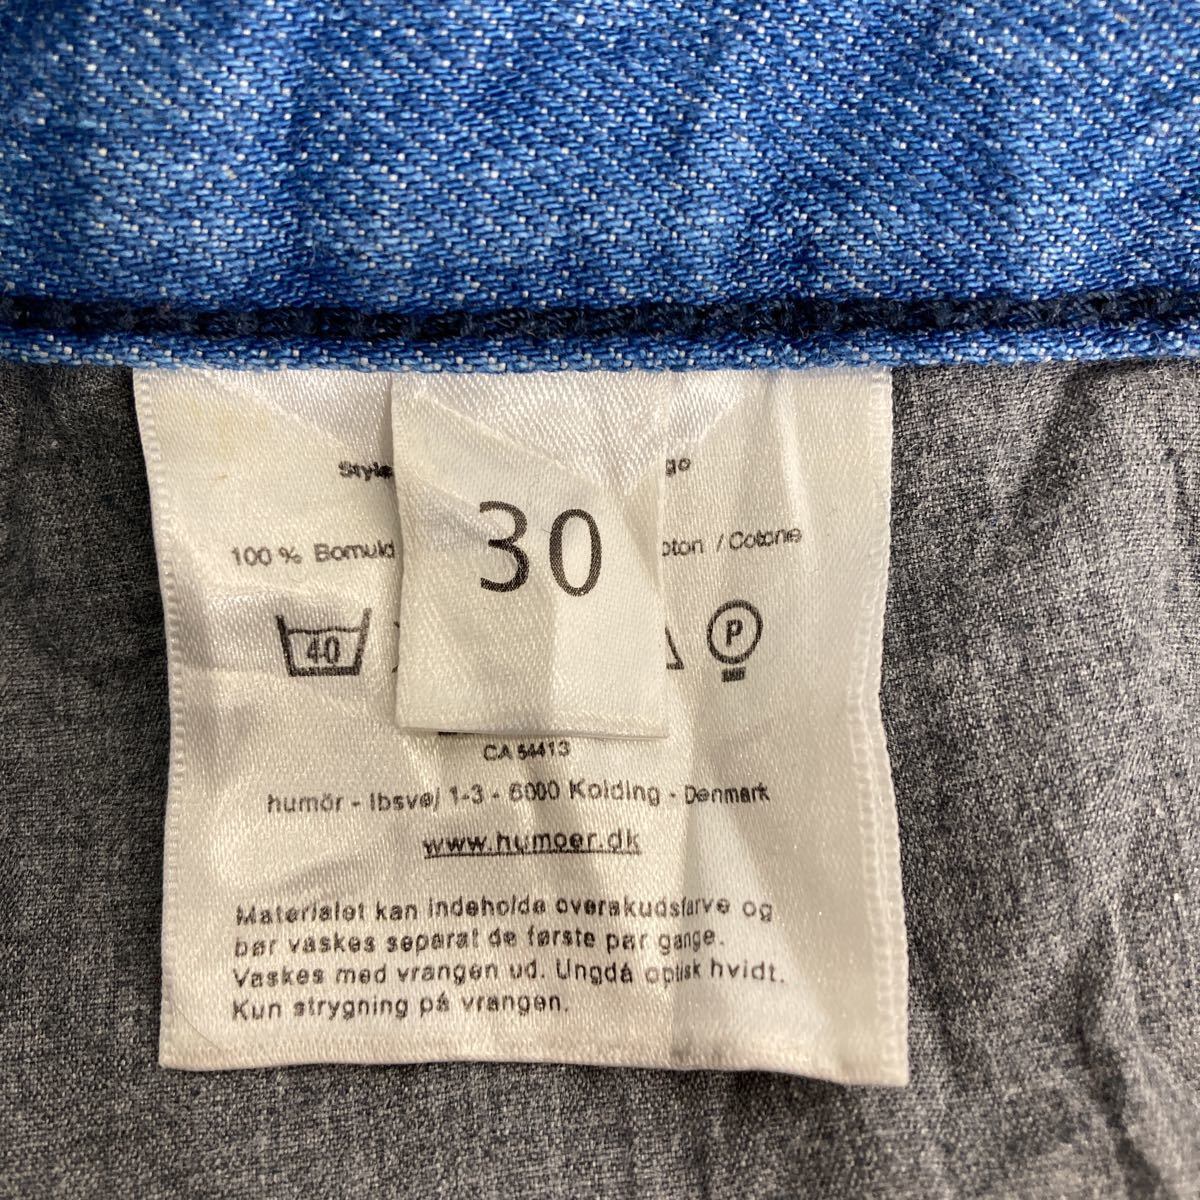 Style
30
100 % Bomuld / Cotone
40
P
CA 54413
humör - Ibsvej 1-3 - 6000 Kolding - Denmark
www.humoer.dk
Materialet kan indeholde overskudsfarve og
bør vaskes separat de første par gange.
Vaskes med vrangen ud. Ungdå optisk hvidt.
Kun strygning på vrangen.